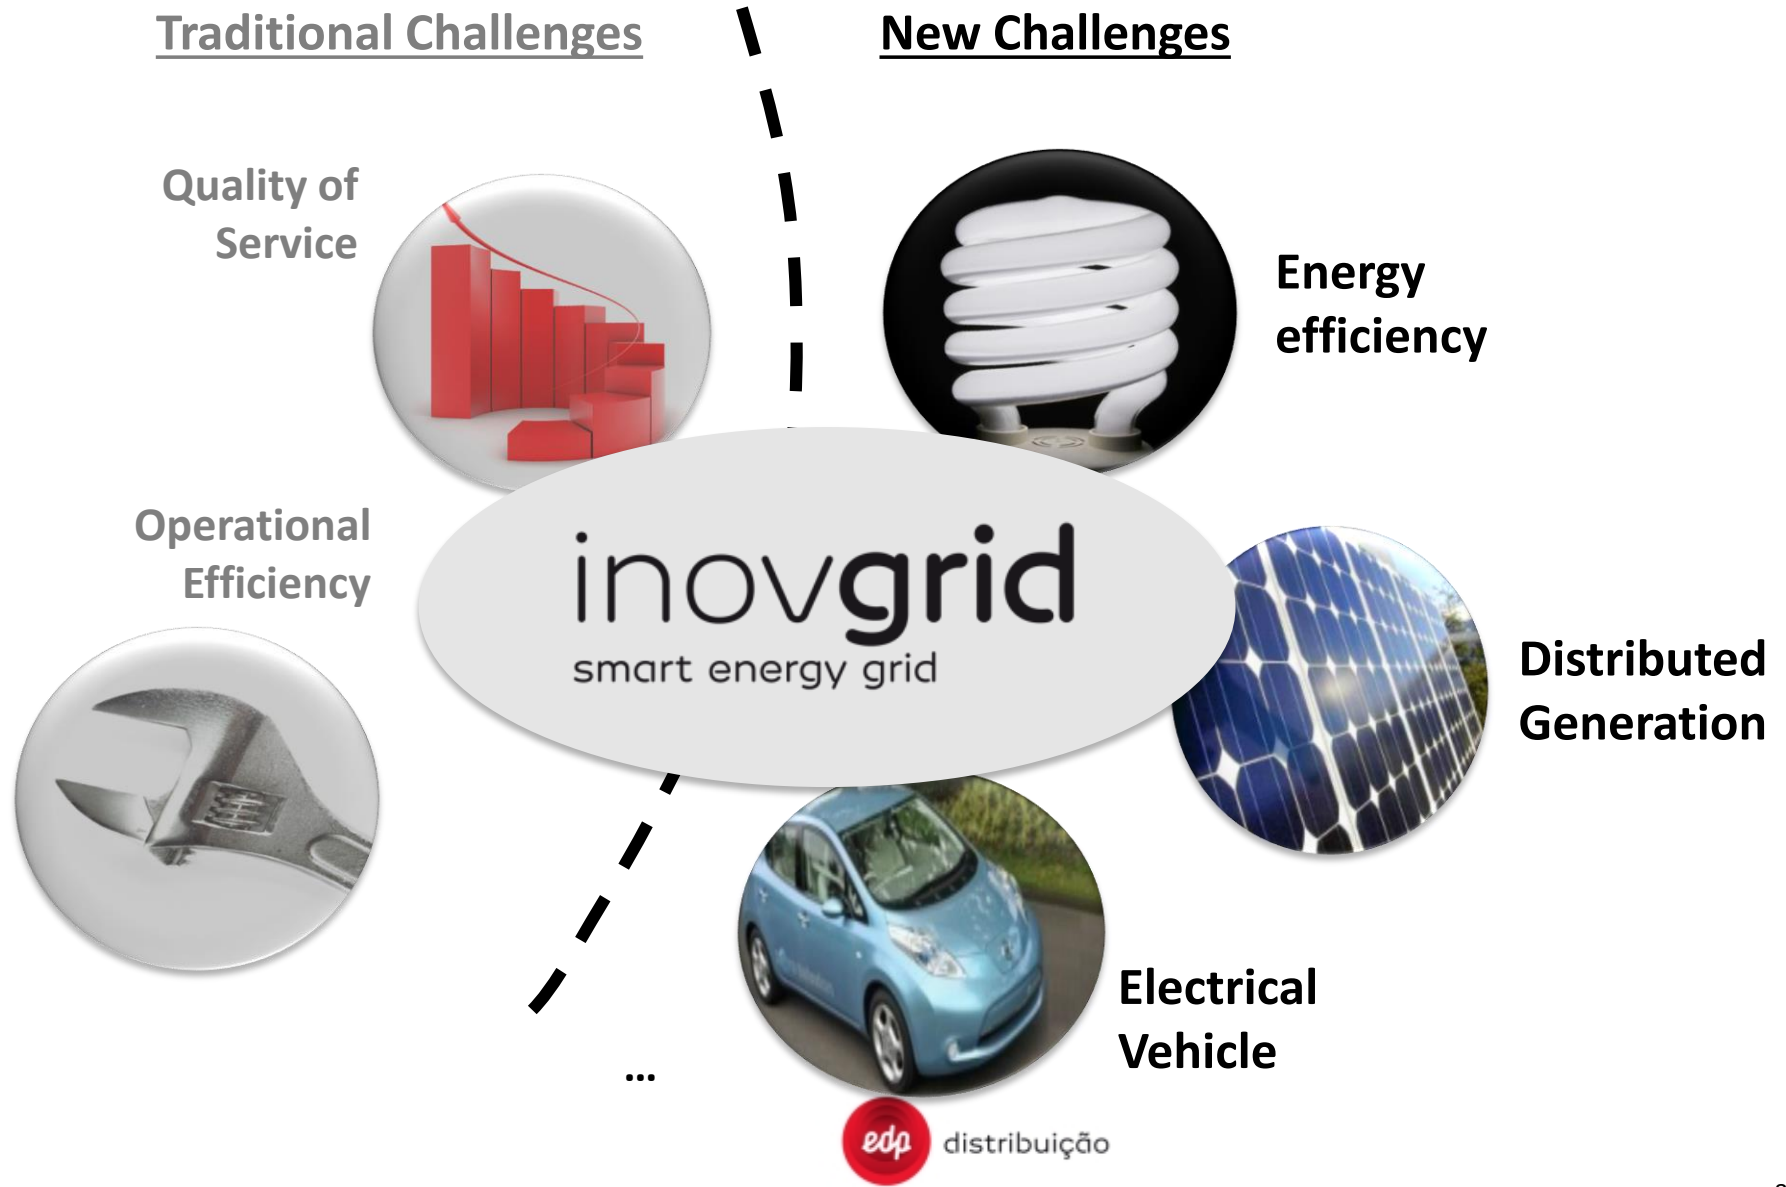 Traditional Challenges
New Challenges
Quality of
Service
Energy
efficiency
Operational
Efficiency
inovgrid
smart energy grid
Distributed
Generation
Electrical
Vehicle
...
edp distribuição